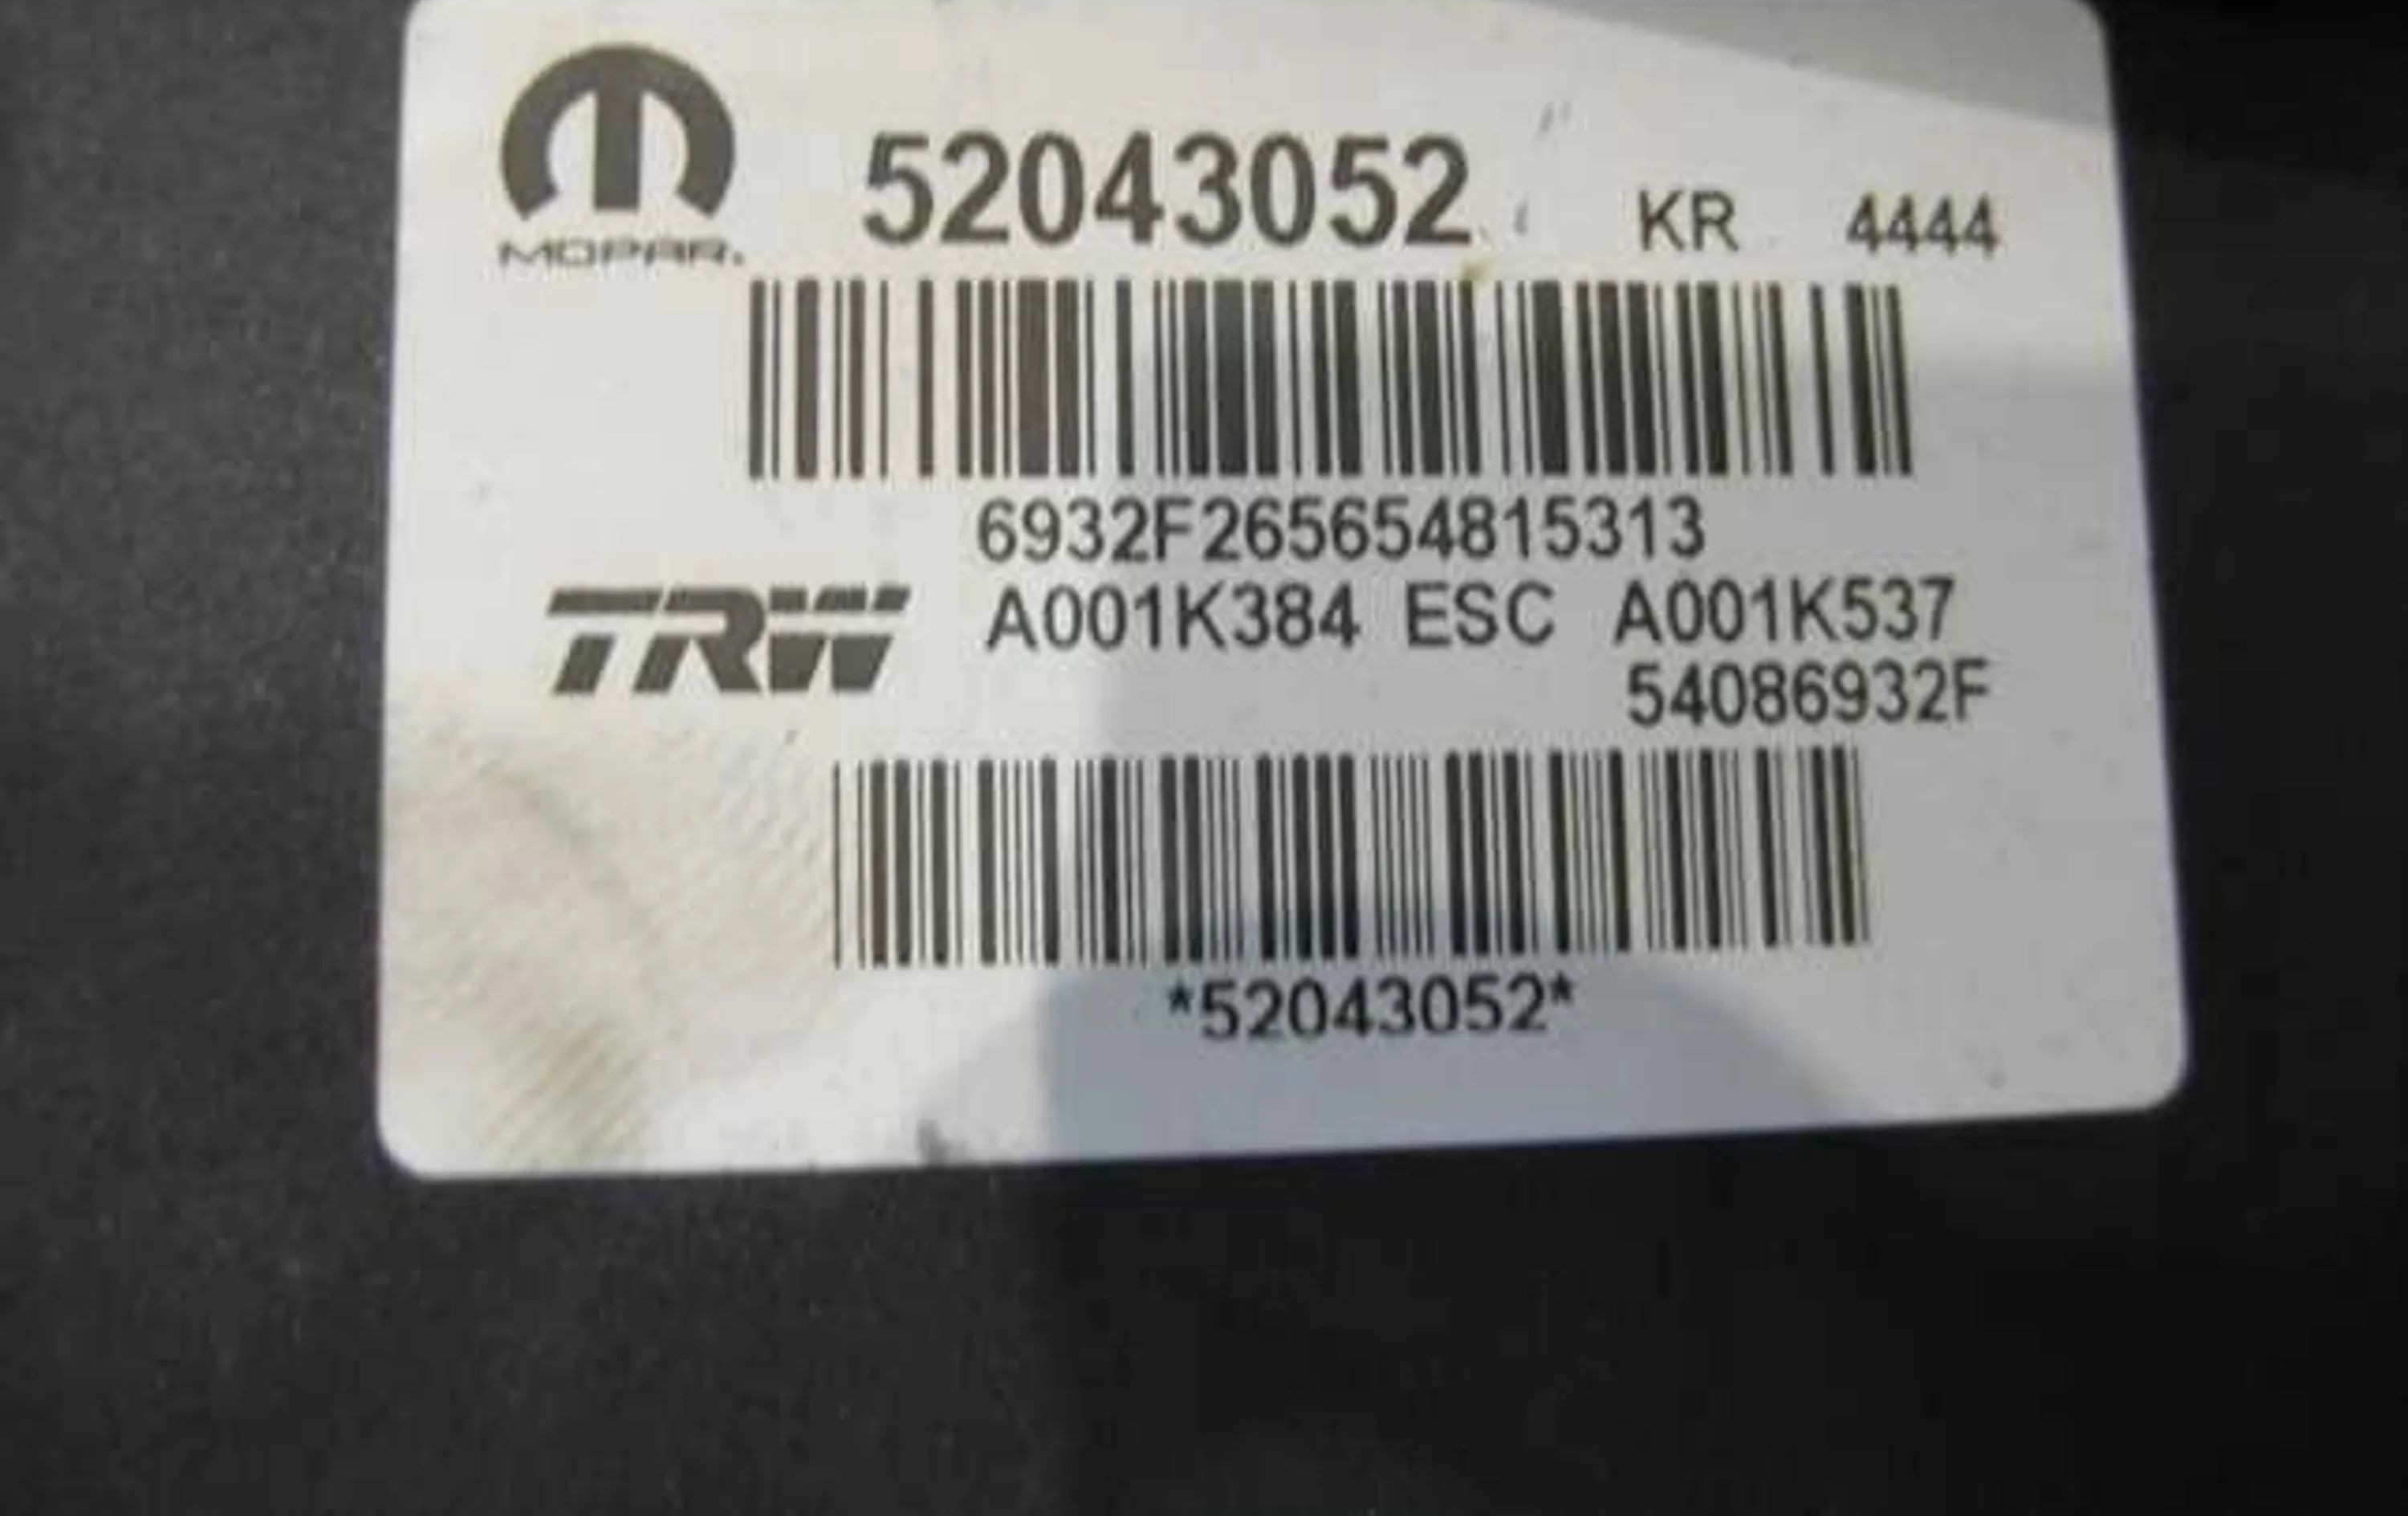 52043052 KR 4444
MOPAR.
6932F265654815313
TRW A001K384 ESC A001K537
54086932F
*52043052*